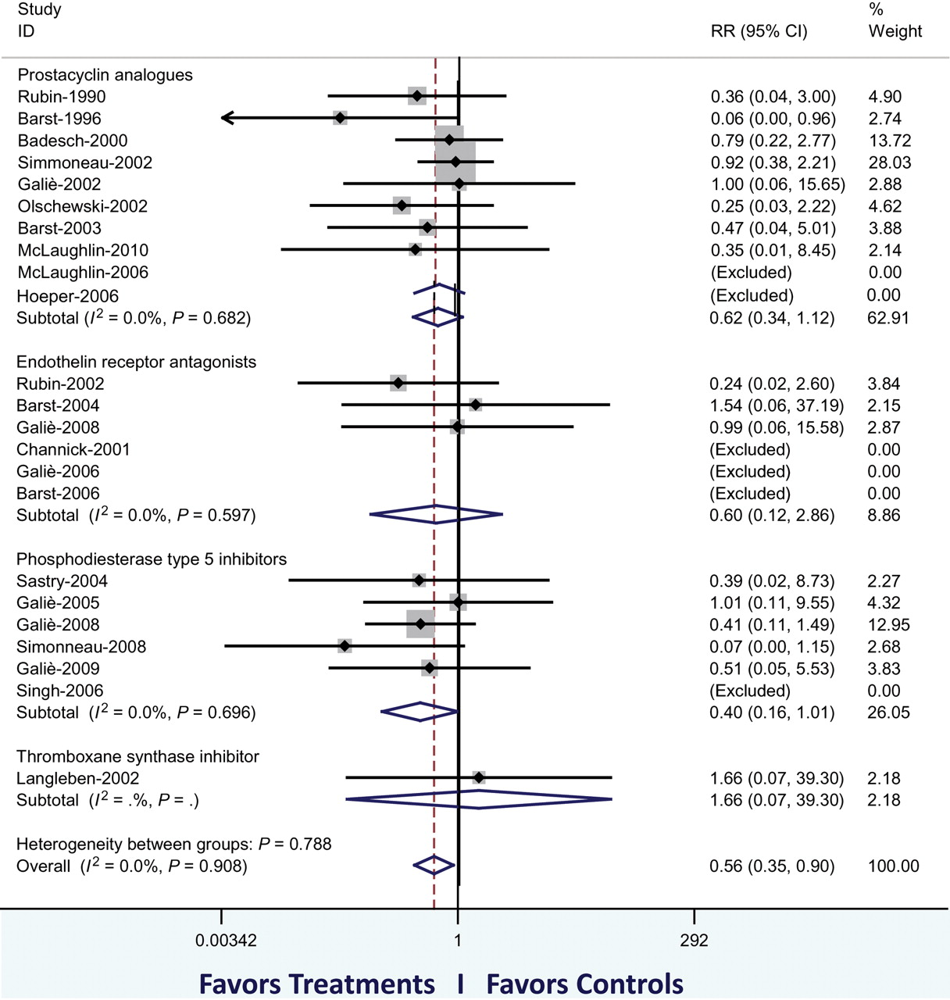 Study %
ID RR (95% CI) Weight
Prostacyclin analogues
Rubin-1990 0.36 (0.04, 3.00) 4.90
Barst-1996 0.06 (0.00, 0.96) 2.74
Badesch-2000 0.79 (0.22, 2.77) 13.72
Simmoneau-2002 0.92 (0.38, 2.21) 28.03
Galiè-2002 1.00 (0.06, 15.65) 2.88
Olschewski-2002 0.25 (0.03, 2.22) 4.62
Barst-2003 0.47 (0.04, 5.01) 3.88
McLaughlin-2010 0.35 (0.01, 8.45) 2.14
McLaughlin-2006 (Excluded) 0.00
Hoeper-2006 (Excluded) 0.00
Subtotal (I² = 0.0%, P = 0.682) 0.62 (0.34, 1.12) 62.91
Endothelin receptor antagonists
Rubin-2002 0.24 (0.02, 2.60) 3.84
Barst-2004 1.54 (0.06, 37.19) 2.15
Galiè-2008 0.99 (0.06, 15.58) 2.87
Channick-2001 (Excluded) 0.00
Galiè-2006 (Excluded) 0.00
Barst-2006 (Excluded) 0.00
Subtotal (I² = 0.0%, P = 0.597) 0.60 (0.12, 2.86) 8.86
Phosphodiesterase type 5 inhibitors
Sastry-2004 0.39 (0.02, 8.73) 2.27
Galiè-2005 1.01 (0.11, 9.55) 4.32
Galiè-2008 0.41 (0.11, 1.49) 12.95
Simonneau-2008 0.07 (0.00, 1.15) 2.68
Galiè-2009 0.51 (0.05, 5.53) 3.83
Singh-2006 (Excluded) 0.00
Subtotal (I² = 0.0%, P = 0.696) 0.40 (0.16, 1.01) 26.05
Thromboxane synthase inhibitor
Langleben-2002 1.66 (0.07, 39.30) 2.18
Subtotal (I² = .%, P = .) 1.66 (0.07, 39.30) 2.18
Heterogeneity between groups: P = 0.788
Overall (I² = 0.0%, P = 0.908) 0.56 (0.35, 0.90) 100.00
0.00342 1 292
Favors Treatments I Favors Controls